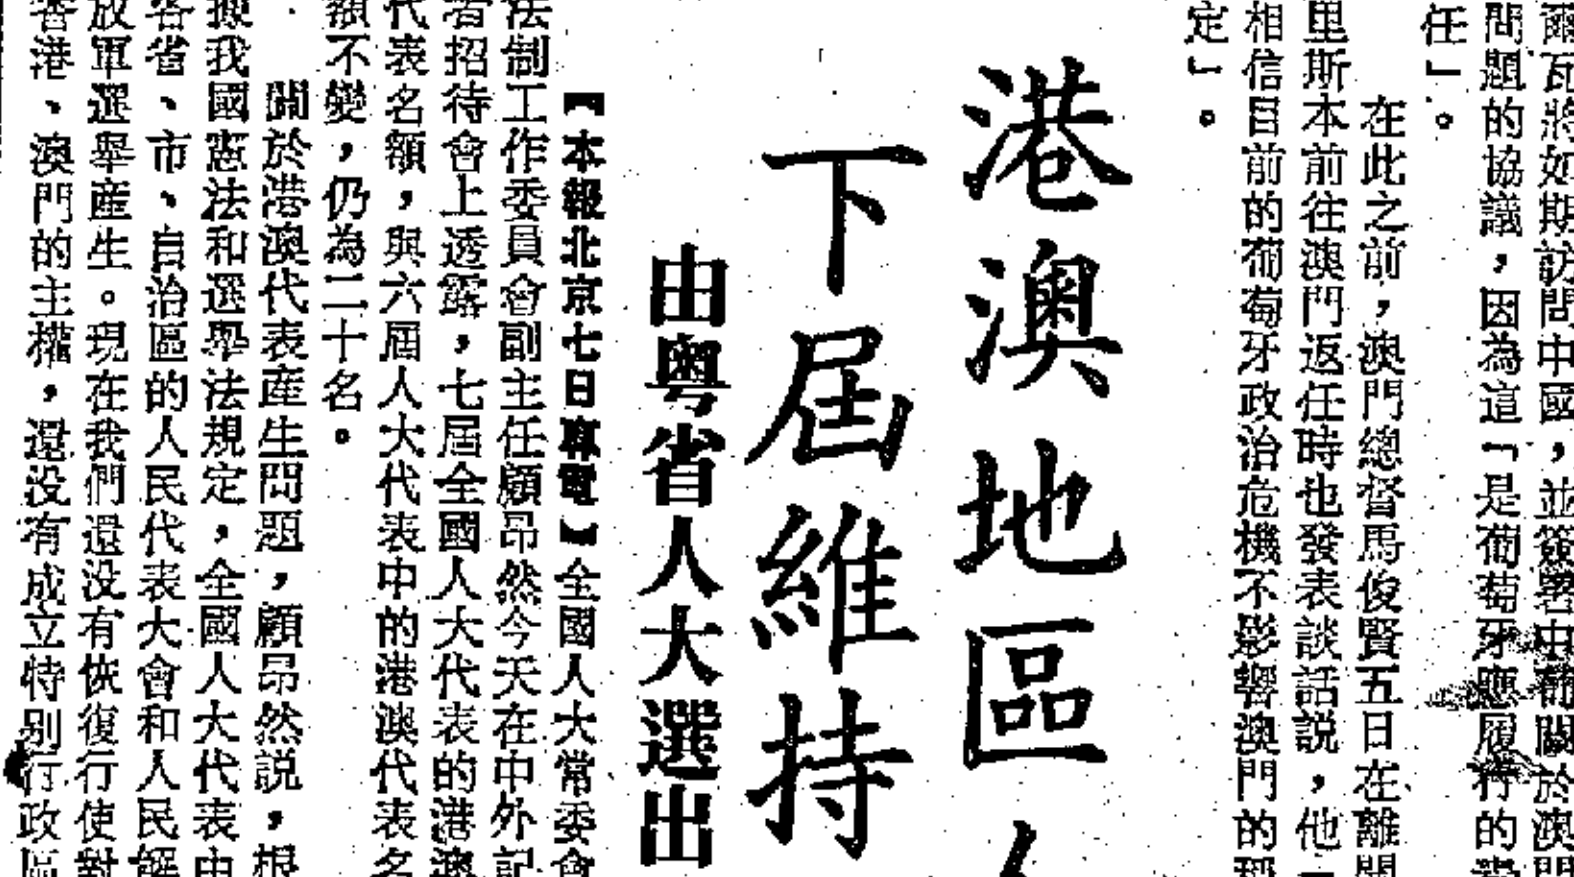 爾瓦將如期訪問中國，並簽署中葡關於澳門
問題的協議，因為這「是葡萄牙應履行的責
任」。
在此之前，澳門總督馬俊賢五日在離開
里斯本前往澳門返任時也發表談話説，他一
相信目前的葡萄牙政治危機不影響澳門的
定」。
港澳地區
下屆維持
由粤省人大選出
【本報北京七日專電】全國人大常委會
法制工作委員會副主任顧昂然今天在中外記
者招待會上透露，七屆全國人大代表的港澳
代表名額，與六屆人大代表中的港澳代表名
額不變，仍為二十名。
關於港澳代表産生問題，顧昂然説，根
據我國憲法和選舉法規定，全國人大代表由
各省、市、自治區的人民代表大會和人民解
放軍選舉産生。現在我們還没有恢復行使對
香港、澳門的主權，還没有成立特别行政區